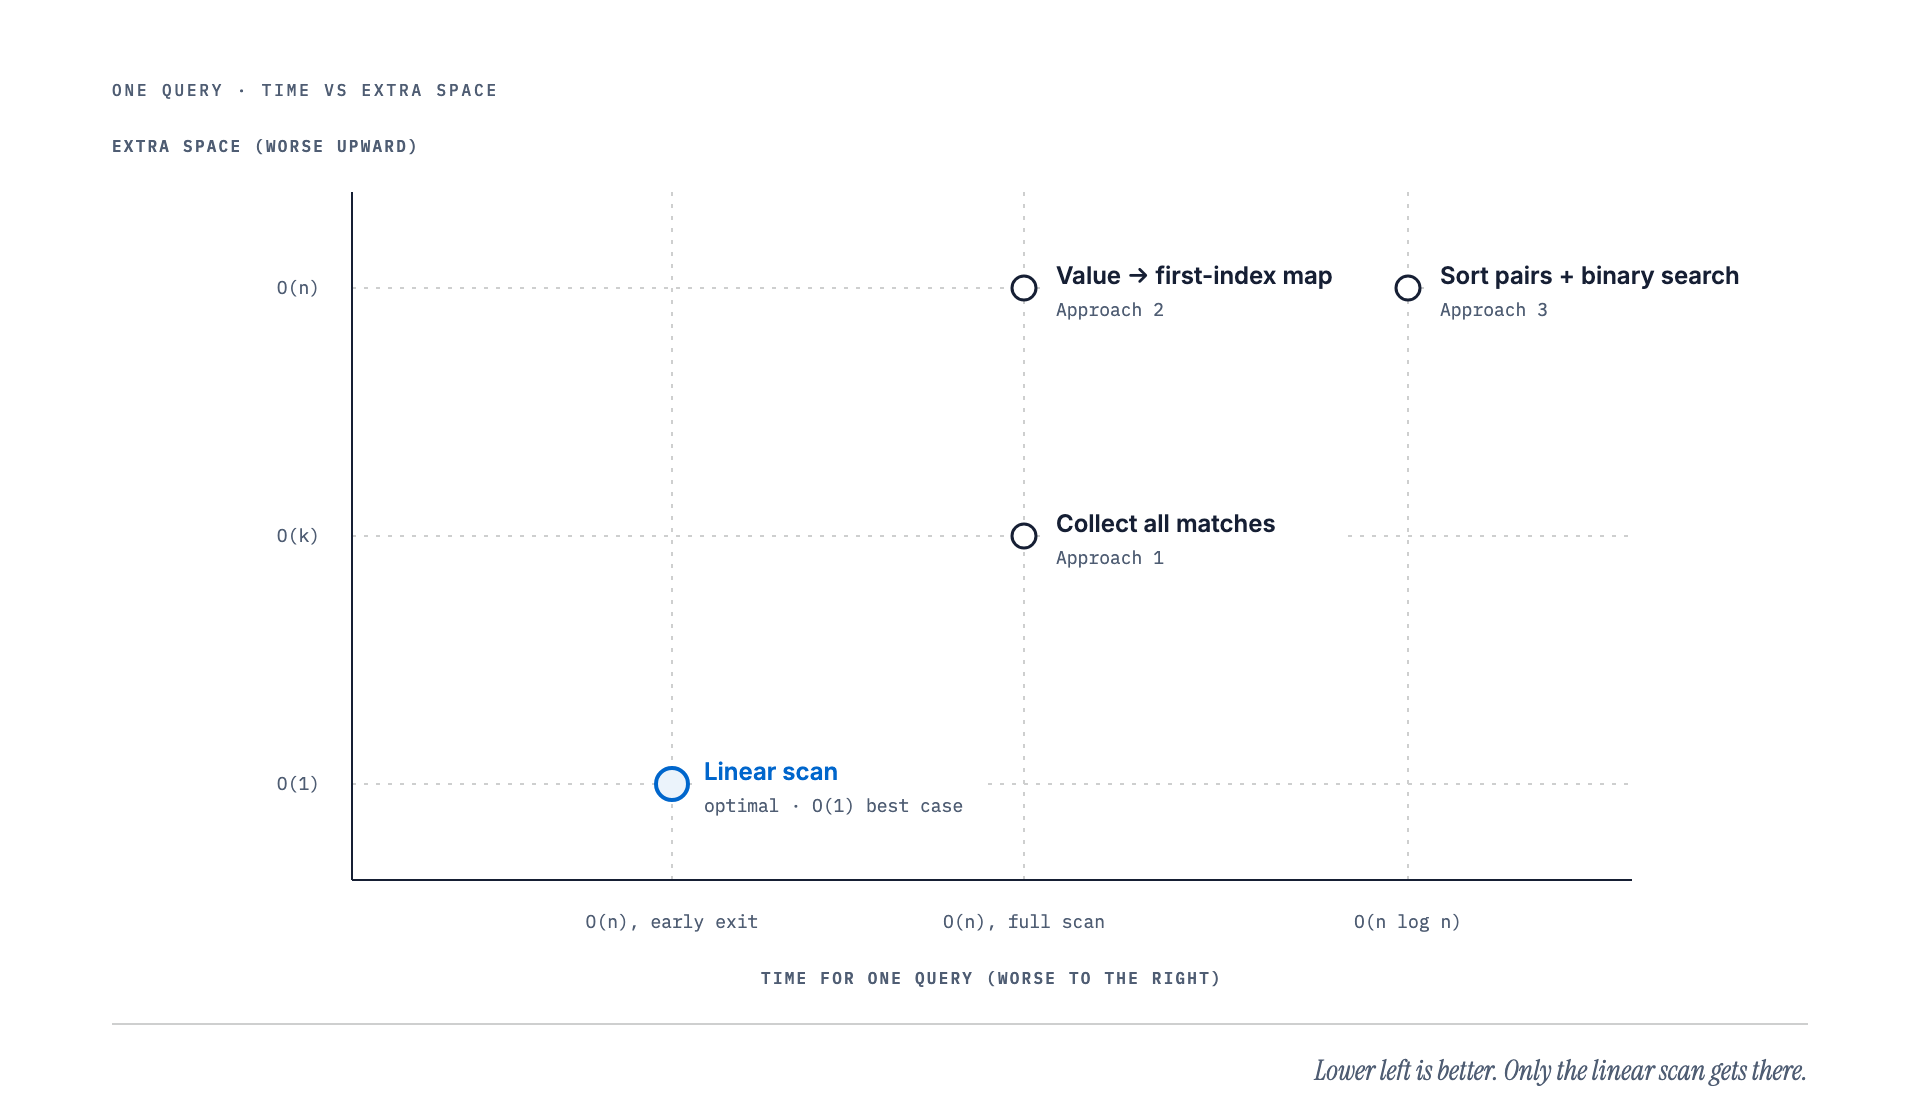 ONE QUERY · TIME VS EXTRA SPACE
EXTRA SPACE (WORSE UPWARD)
O(n)
Value → first-index map
Approach 2
Sort pairs + binary search
Approach 3
O(k)
Collect all matches
Approach 1
O(1)
Linear scan
optimal · O(1) best case
O(n), early exit
O(n), full scan
O(n log n)
TIME FOR ONE QUERY (WORSE TO THE RIGHT)
Lower left is better. Only the linear scan gets there.